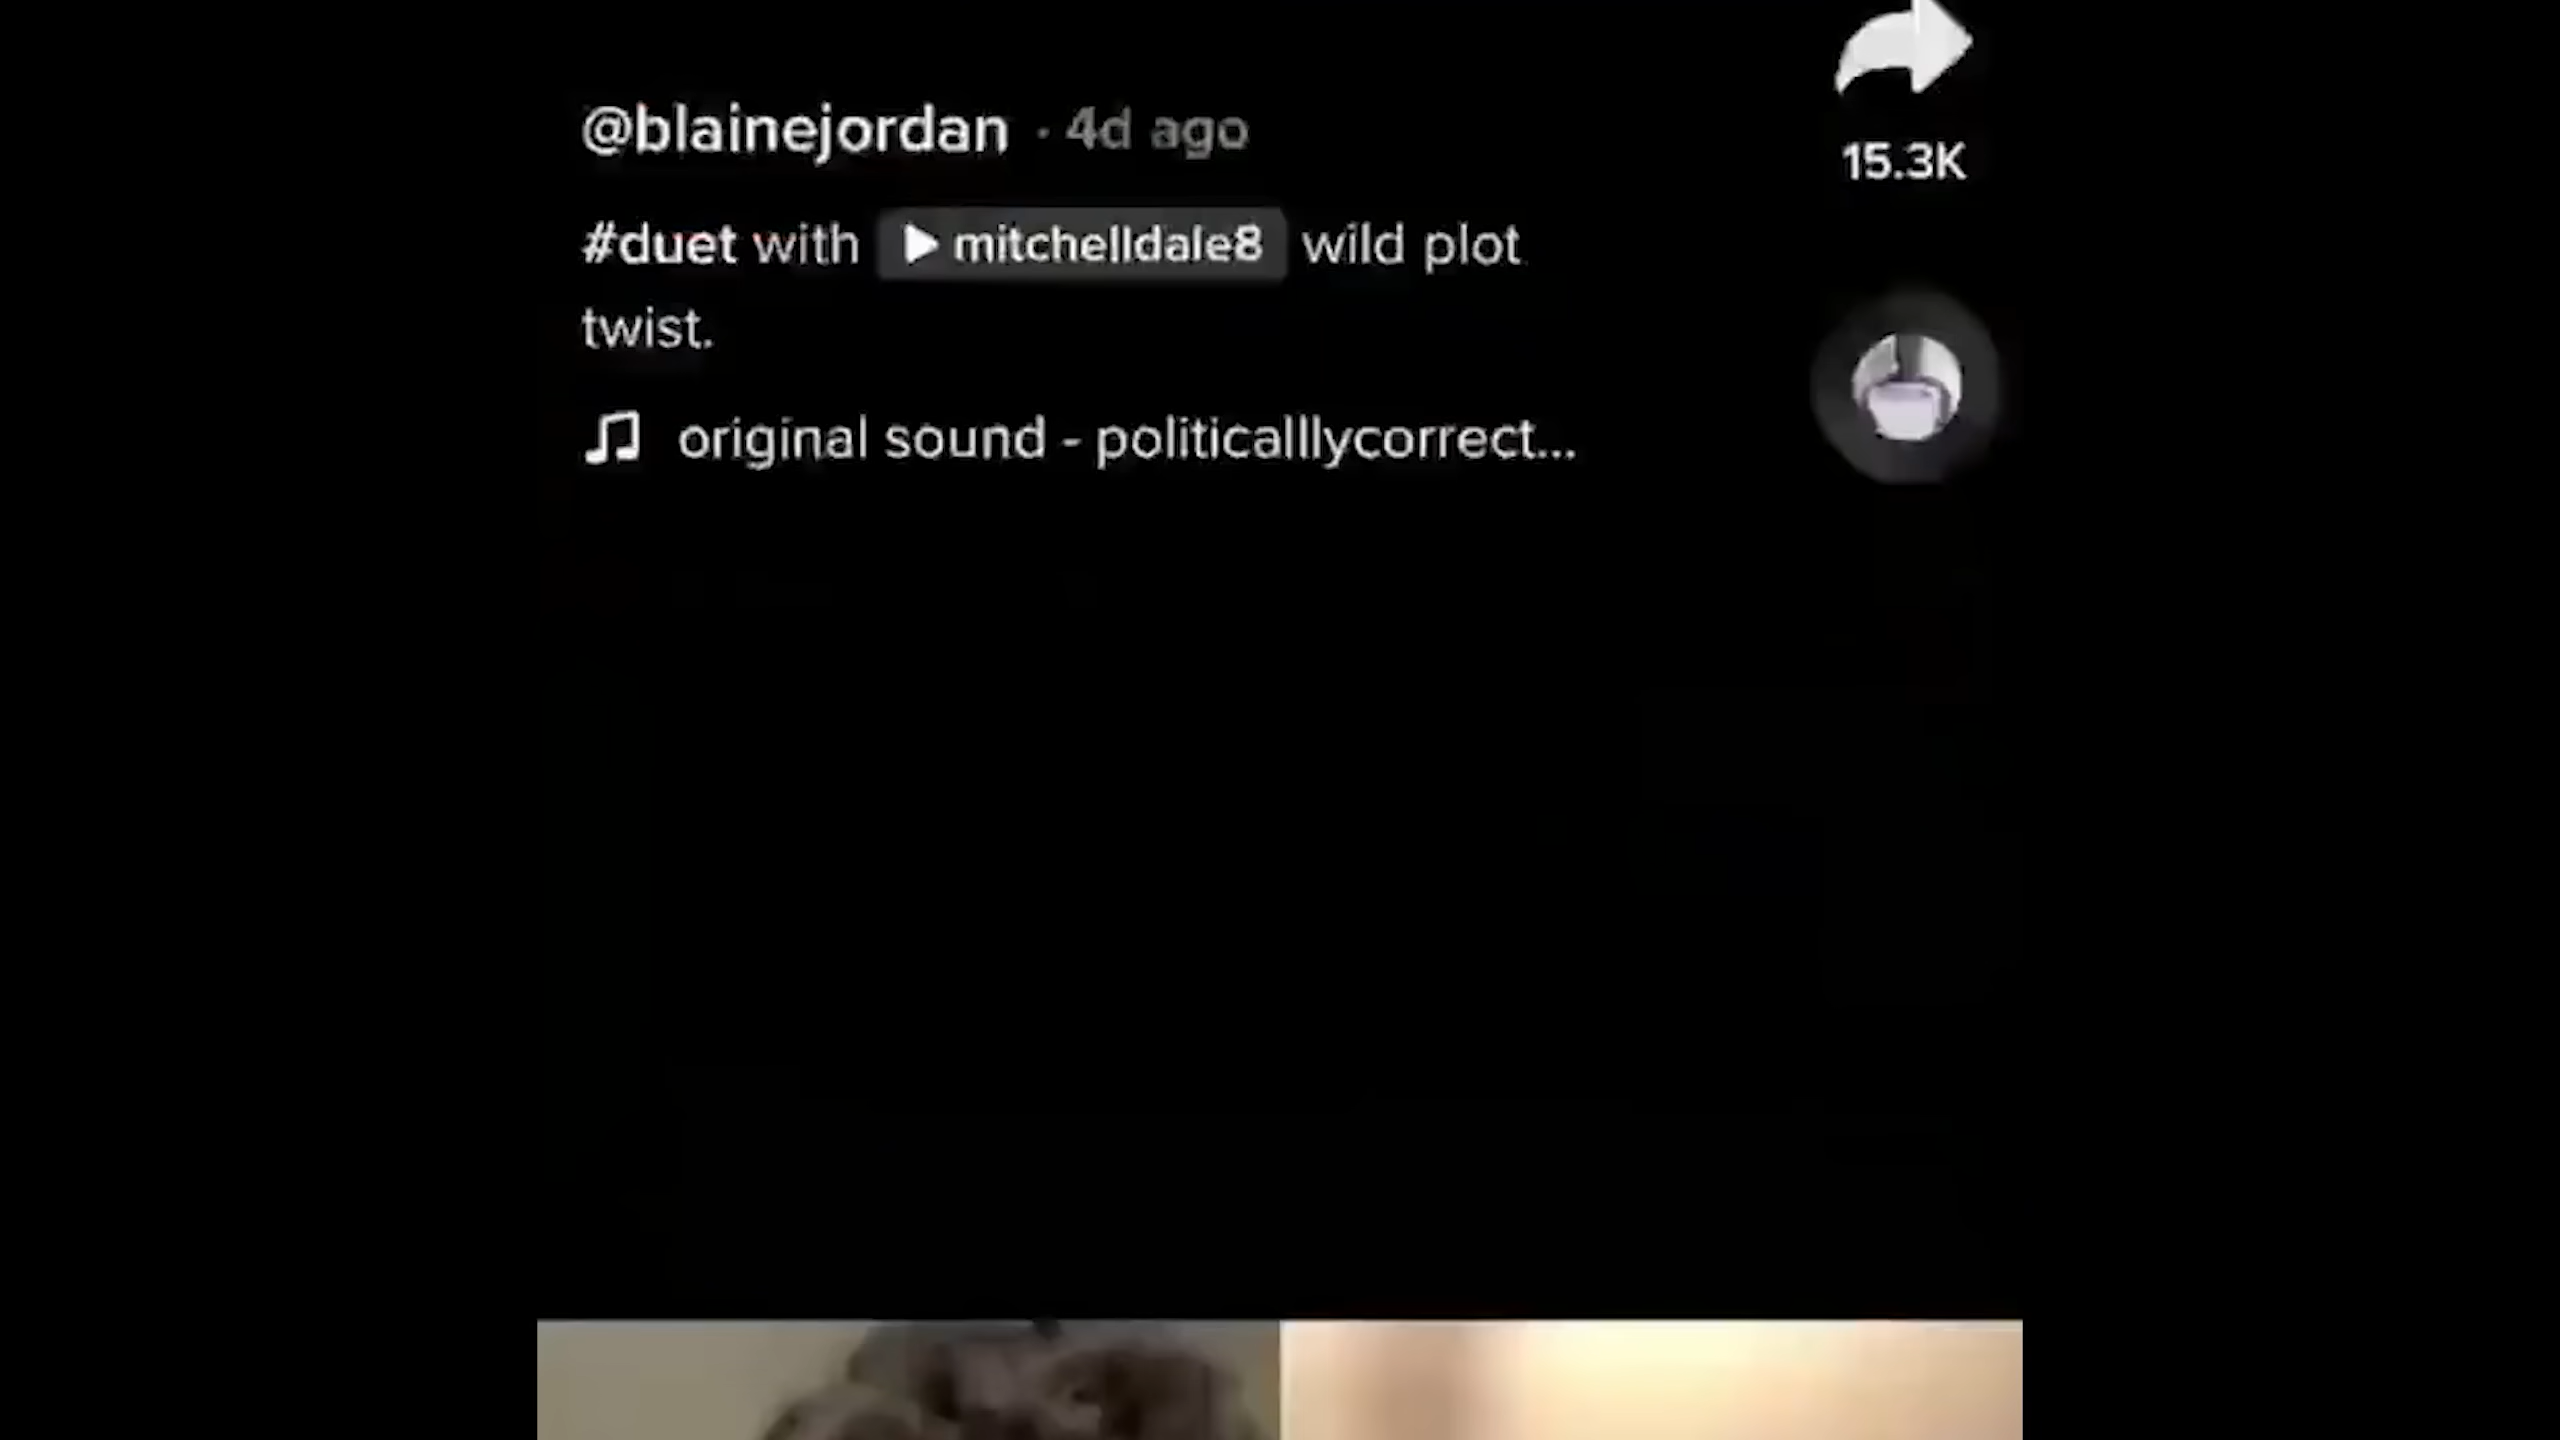 @blainejordan · 4d ago
15.3K
#duet with ▶ mitchelldale8 wild plot
twist.
original sound - politicalllycorrect...